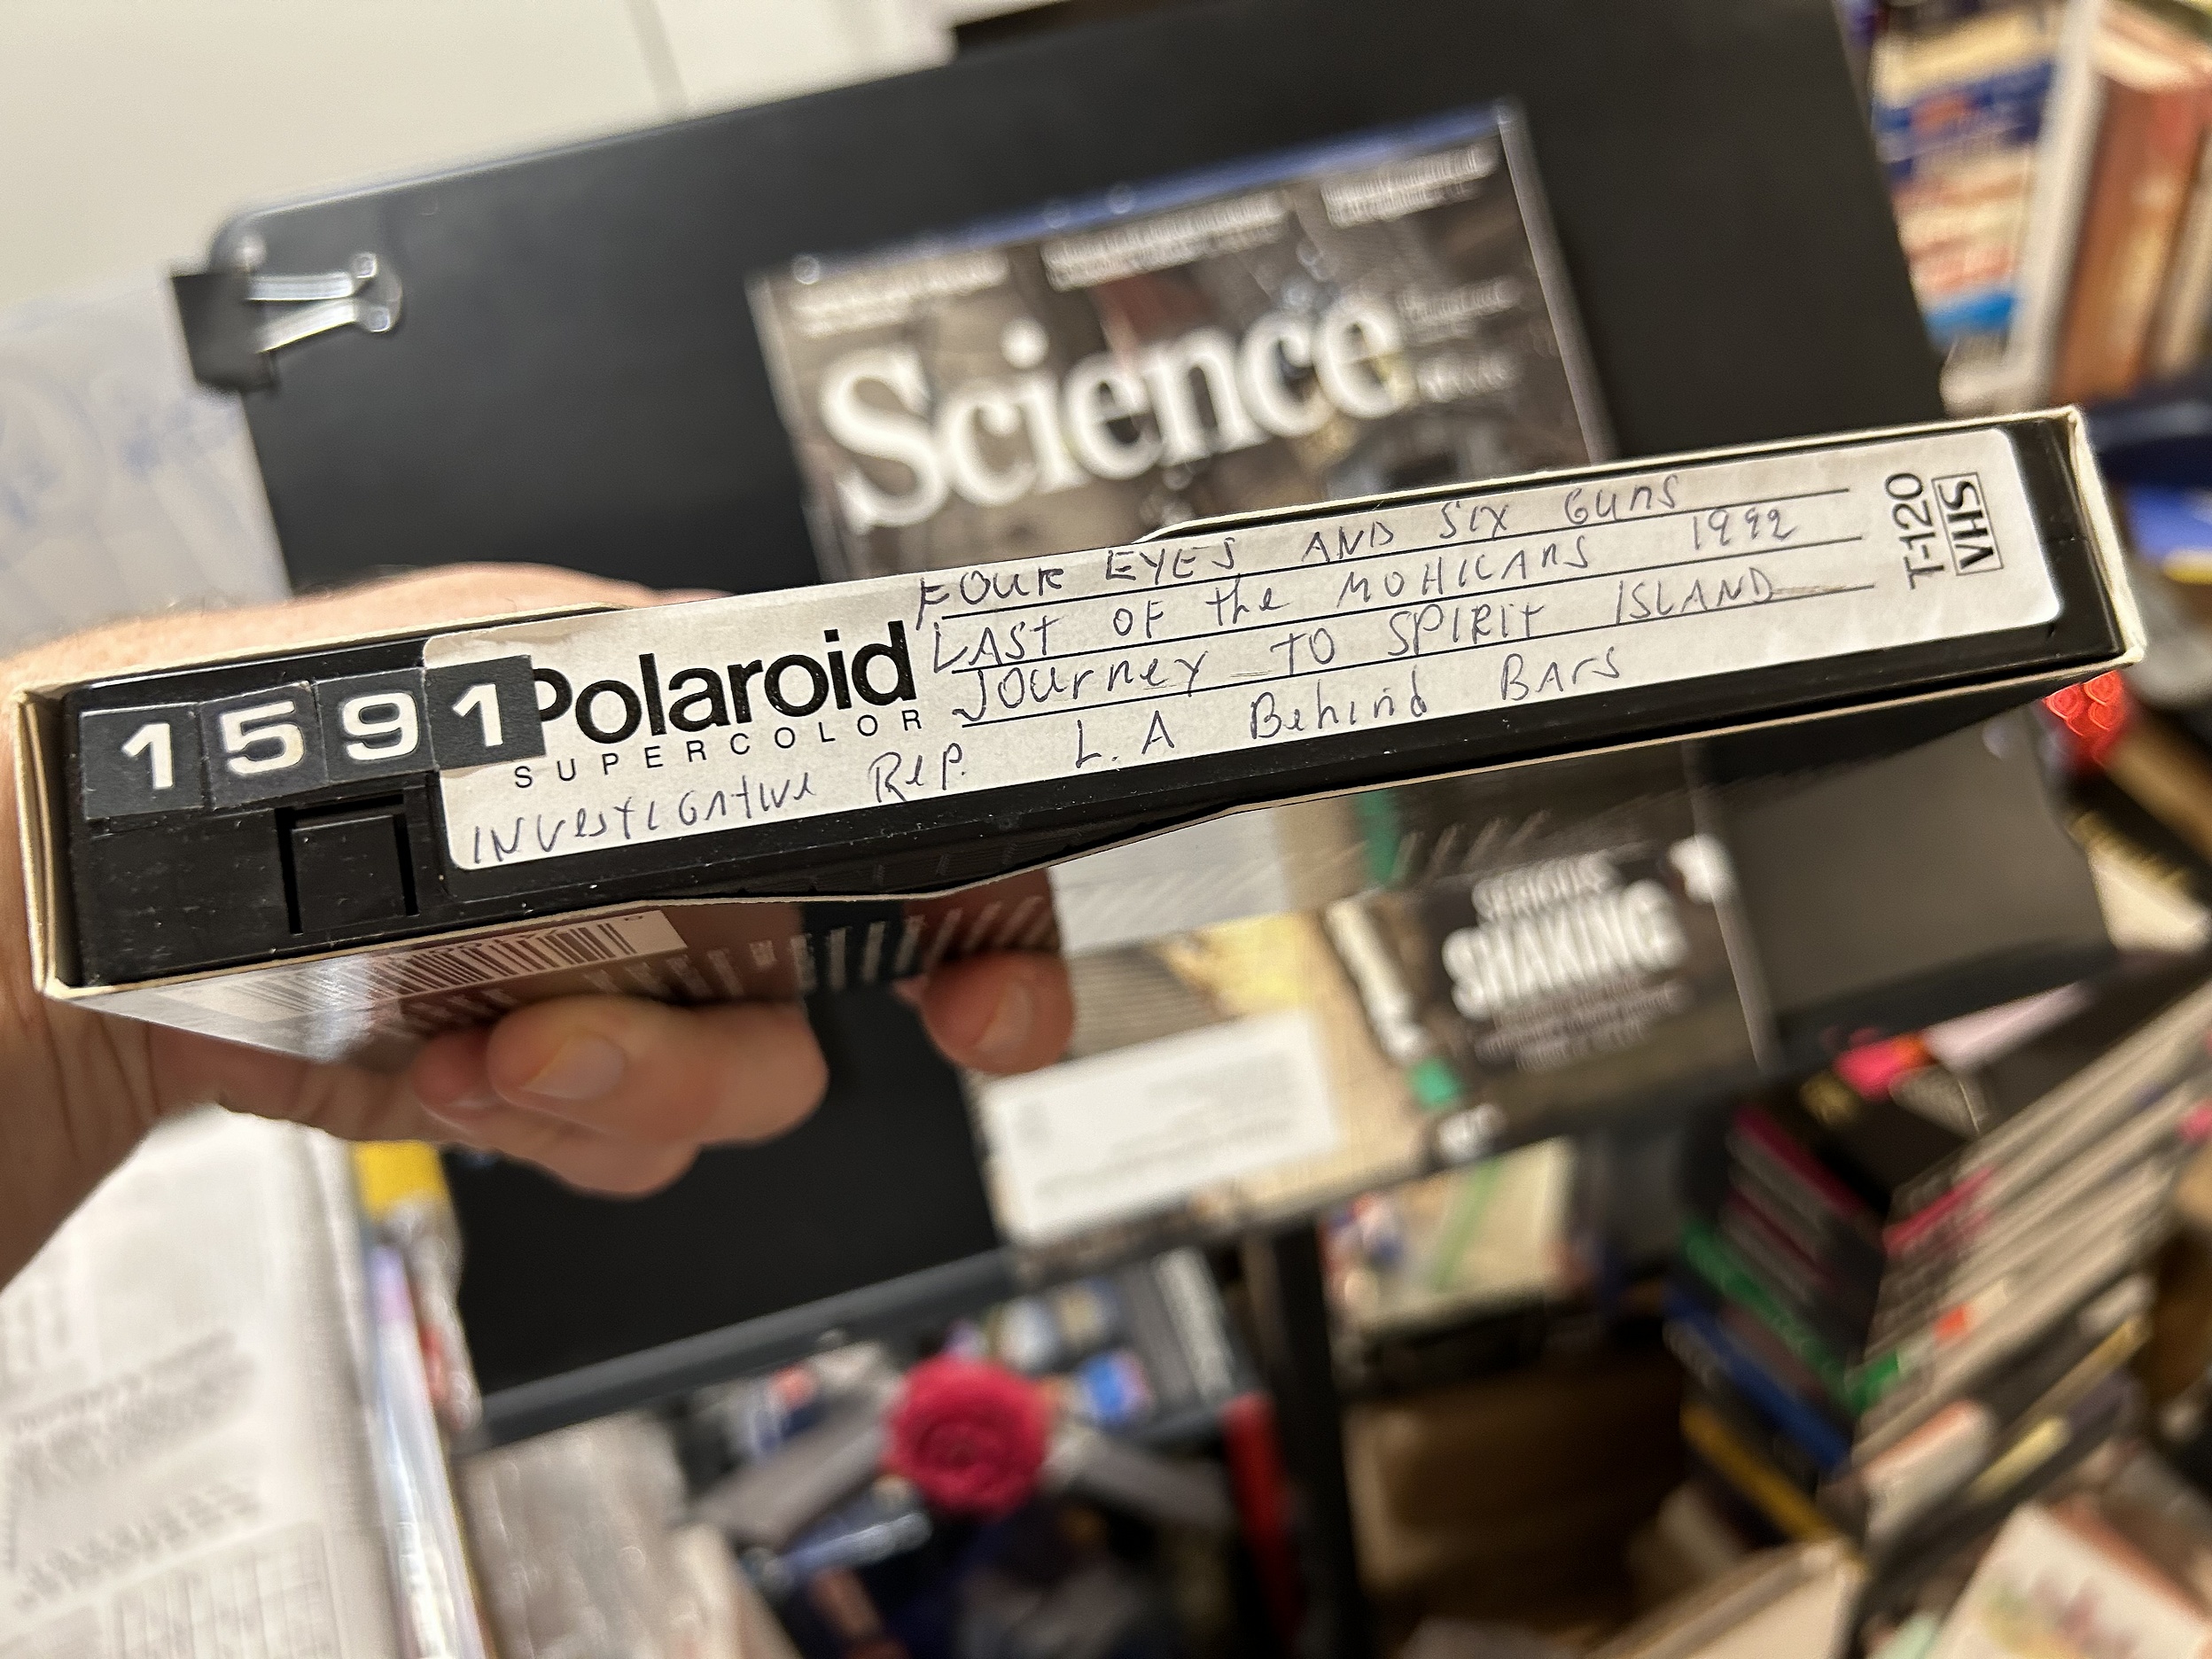 Science
FOUR EYES AND SIX GUNS
LAST OF the MOHICANS 1992
JOURNEY TO SPIRIT ISLAND
1591
Polaroid
SUPERCOLOR
INVestiGAtive Rep. L.A Behind BArs
T-120
VHS
SERIOUS
SHAKING